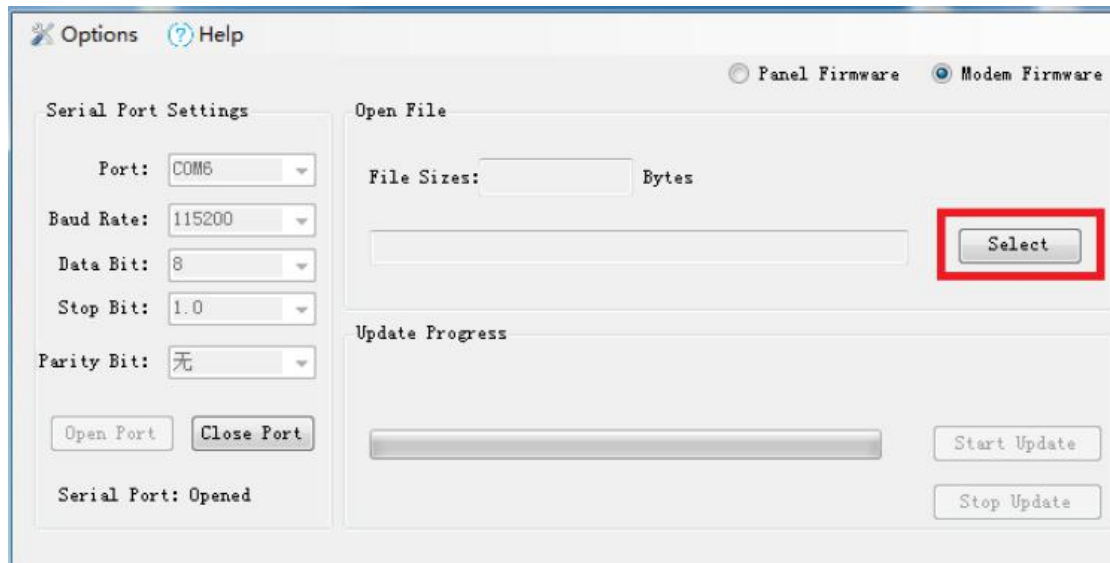 Options Help
Panel Firmware Modem Firmware
Serial Port Settings
Port: COM6
Baud Rate: 115200
Data Bit: 8
Stop Bit: 1.0
Parity Bit: 无
Open Port Close Port
Serial Port: Opened
Open File
File Sizes: Bytes
Select
Update Progress
Start Update
Stop Update